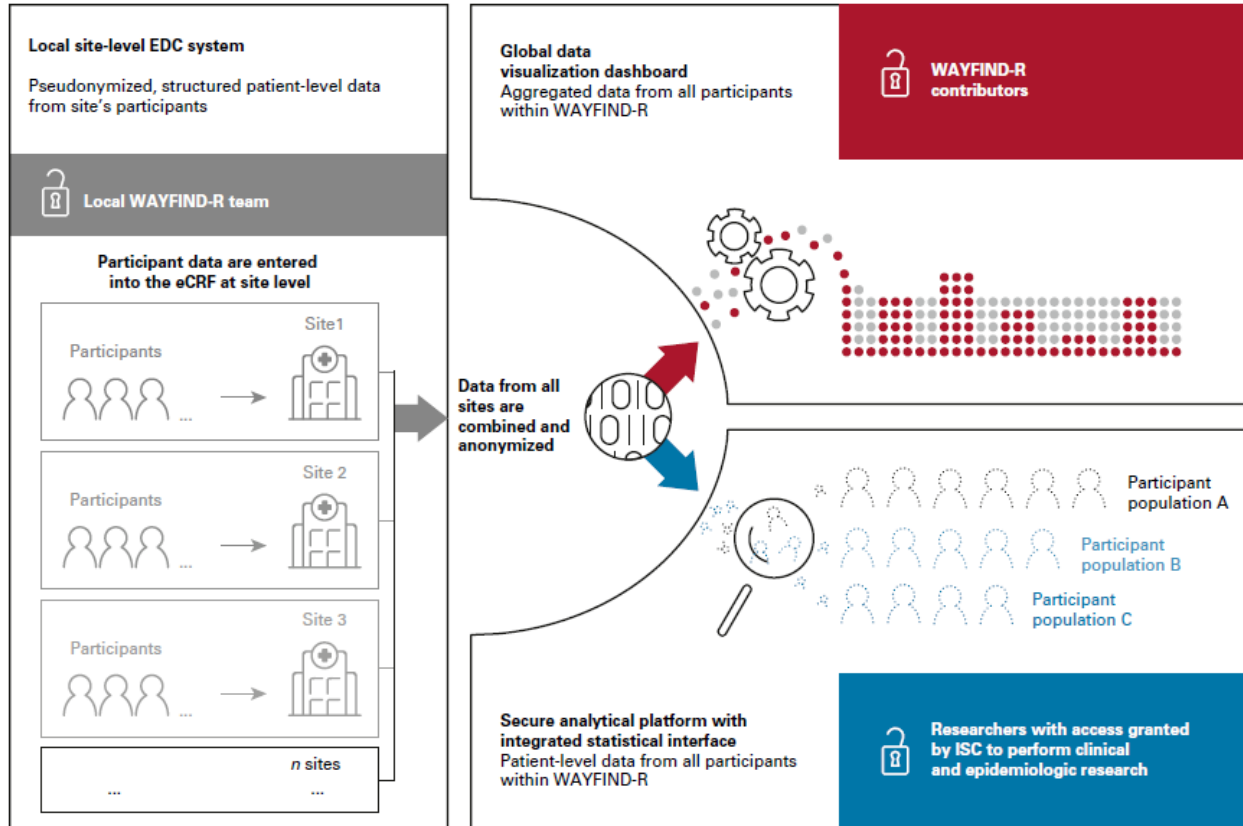 Local site-level EDC system
Pseudonymized, structured patient-level data
from site's participants
Local WAYFIND-R team
Participant data are entered
into the eCRF at site level
Site1
Participants
...
Site 2
Participants
...
Site 3
Participants
...
n sites
...
...
Data from all
sites are
combined and
anonymized
Global data
visualization dashboard
Aggregated data from all participants
within WAYFIND-R
WAYFIND-R
contributors
Participant
population A
Participant
population B
Participant
population C
Secure analytical platform with
integrated statistical interface
Patient-level data from all participants
within WAYFIND-R
Researchers with access granted
by ISC to perform clinical
and epidemiologic research